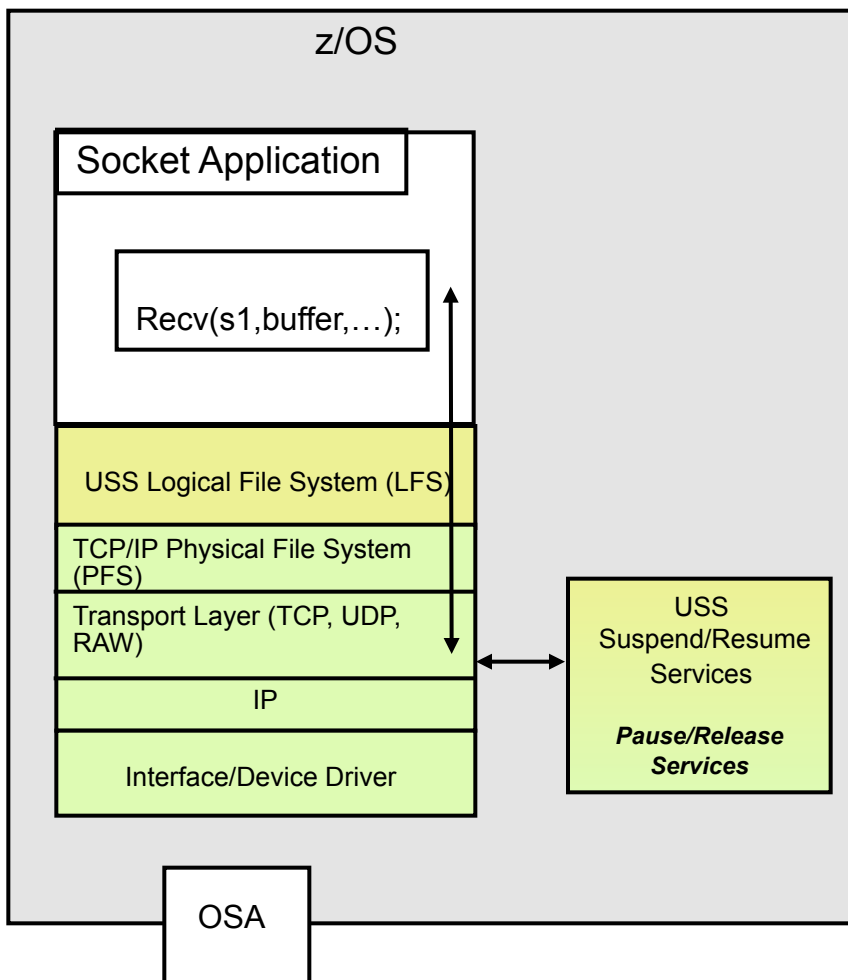 z/OS
Socket Application
Recv(s1,buffer,…);
USS Logical File System (LFS)
TCP/IP Physical File System
(PFS)
Transport Layer (TCP, UDP,
RAW)
IP
Interface/Device Driver
USS
Suspend/Resume
Services
Pause/Release
Services
OSA